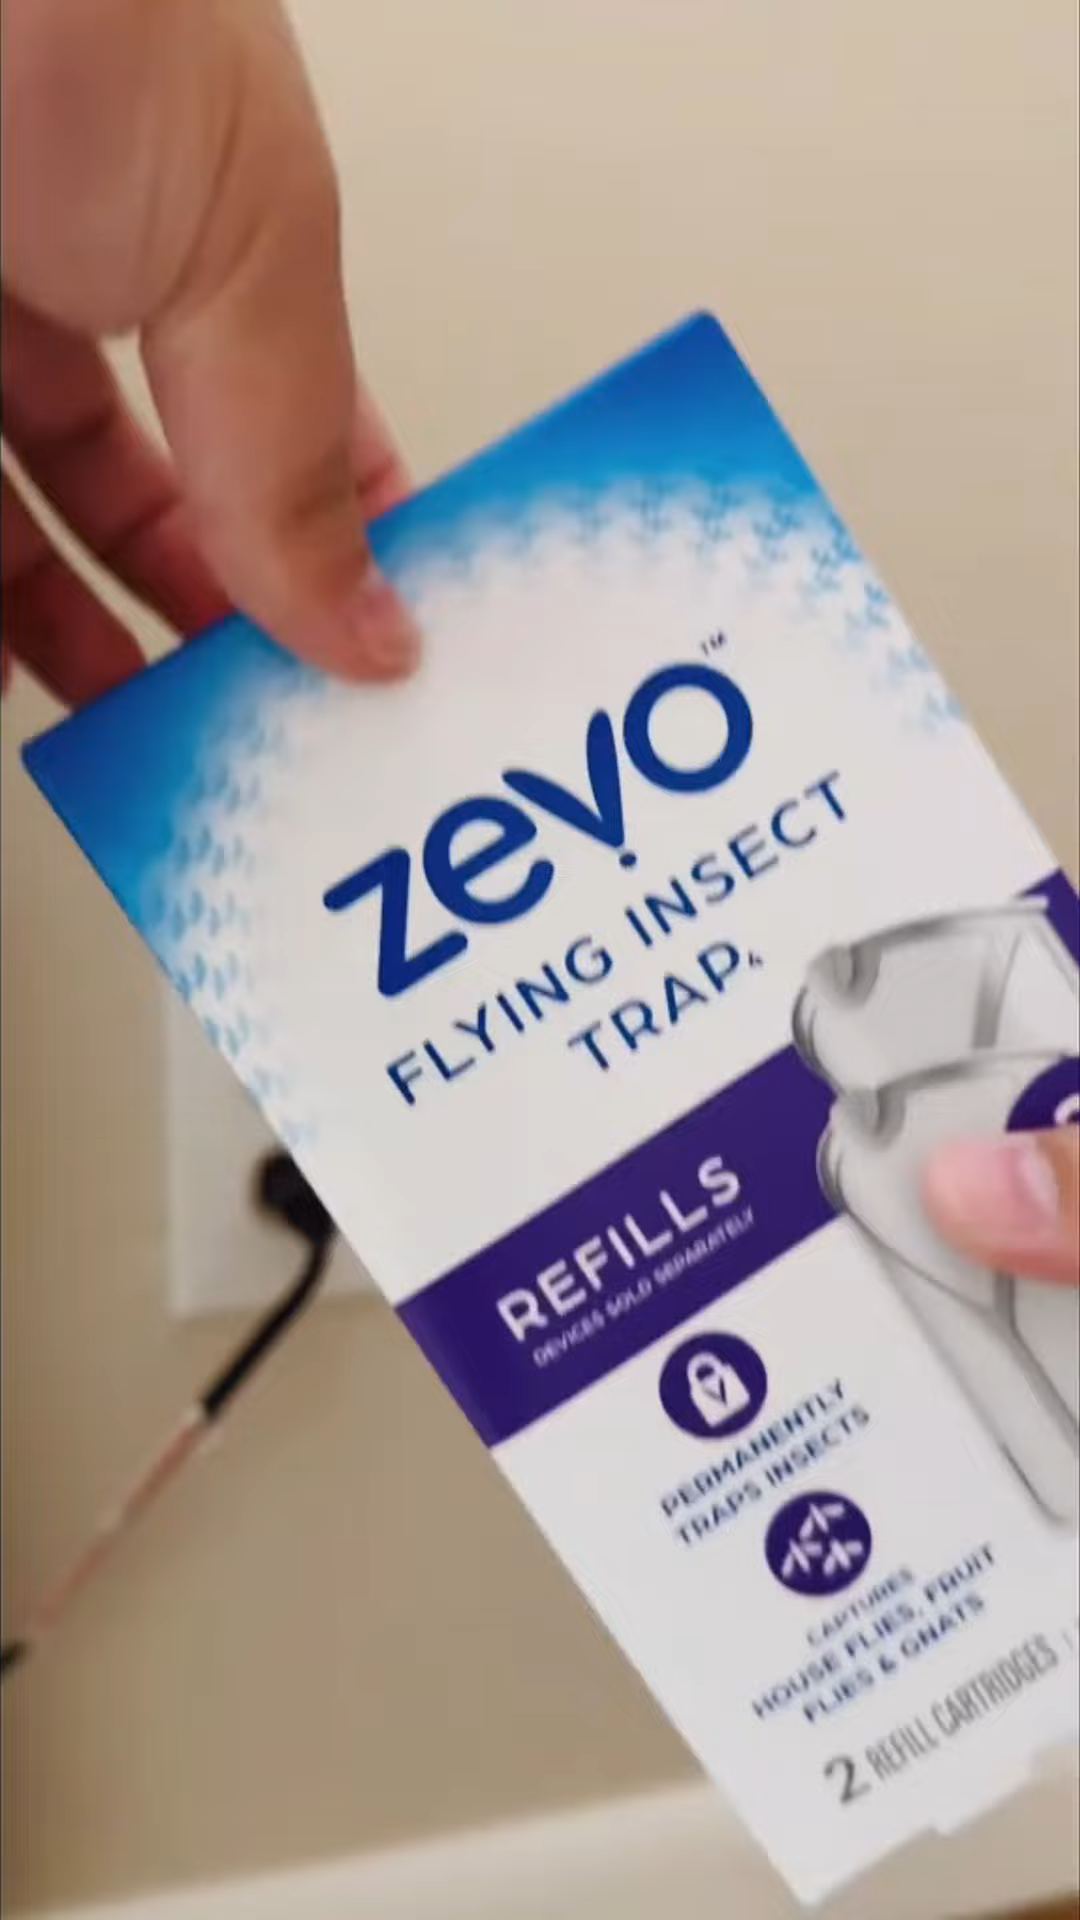 zevo™
FLYING INSECT
TRAP
REFILLS
DEVICES SOLD SEPARATELY
PERMANENTLY
TRAPS INSECTS
CAPTURES
HOUSE FLIES, FRUIT
FLIES & GNATS
2 REFILL CARTRIDGES